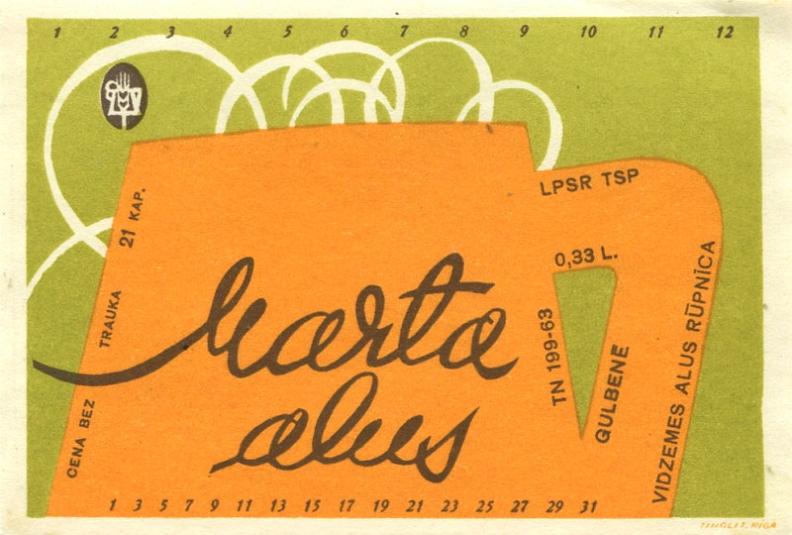 1 2 3 4 5 6 7 8 9 10 11 12
LPSR TSP
0,33 L.
TN 199-63
GULBENE
VIDZEMES ALUS RŪPNĪCA
CENA BEZ TRAUKA 21 KAP.
Marta
alus
1 3 5 7 9 11 13 15 17 19 21 23 25 27 29 31